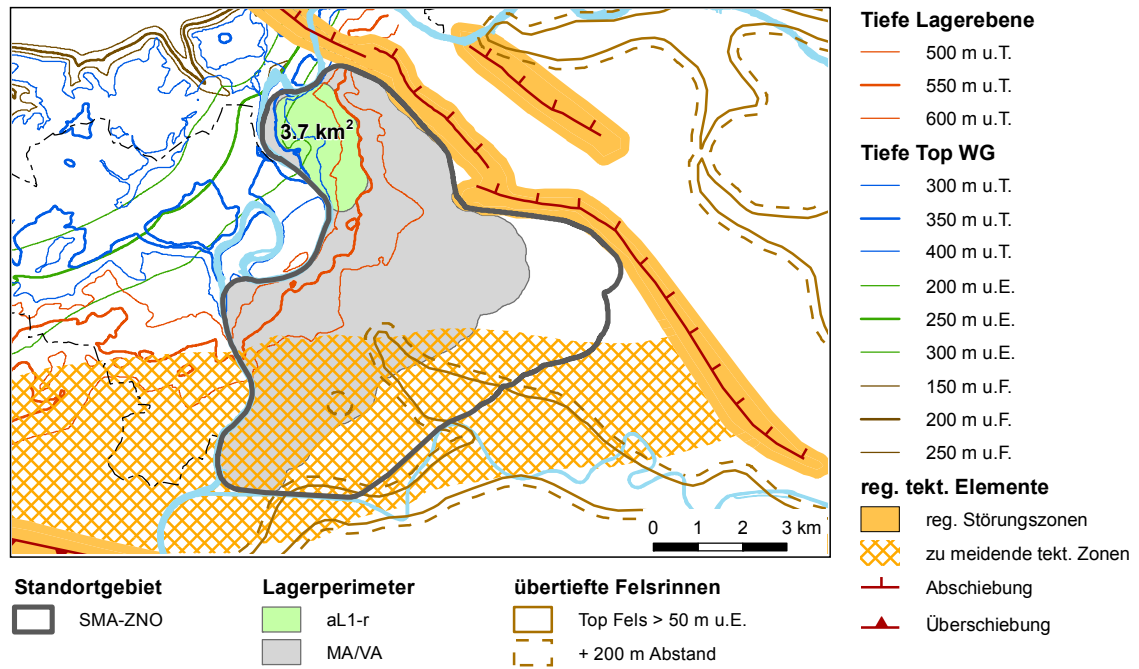 3.7 km²
0 1 2 3 km
Tiefe Lagerebene
500 m u.T.
550 m u.T.
600 m u.T.
Tiefe Top WG
300 m u.T.
350 m u.T.
400 m u.T.
200 m u.E.
250 m u.E.
300 m u.E.
150 m u.F.
200 m u.F.
250 m u.F.
reg. tekt. Elemente
reg. Störungszonen
zu meidende tekt. Zonen
Abschiebung
Überschiebung
Standortgebiet
SMA-ZNO
Lagerperimeter
aL1-r
MA/VA
übertiefte Felsrinnen
Top Fels > 50 m u.E.
+ 200 m Abstand